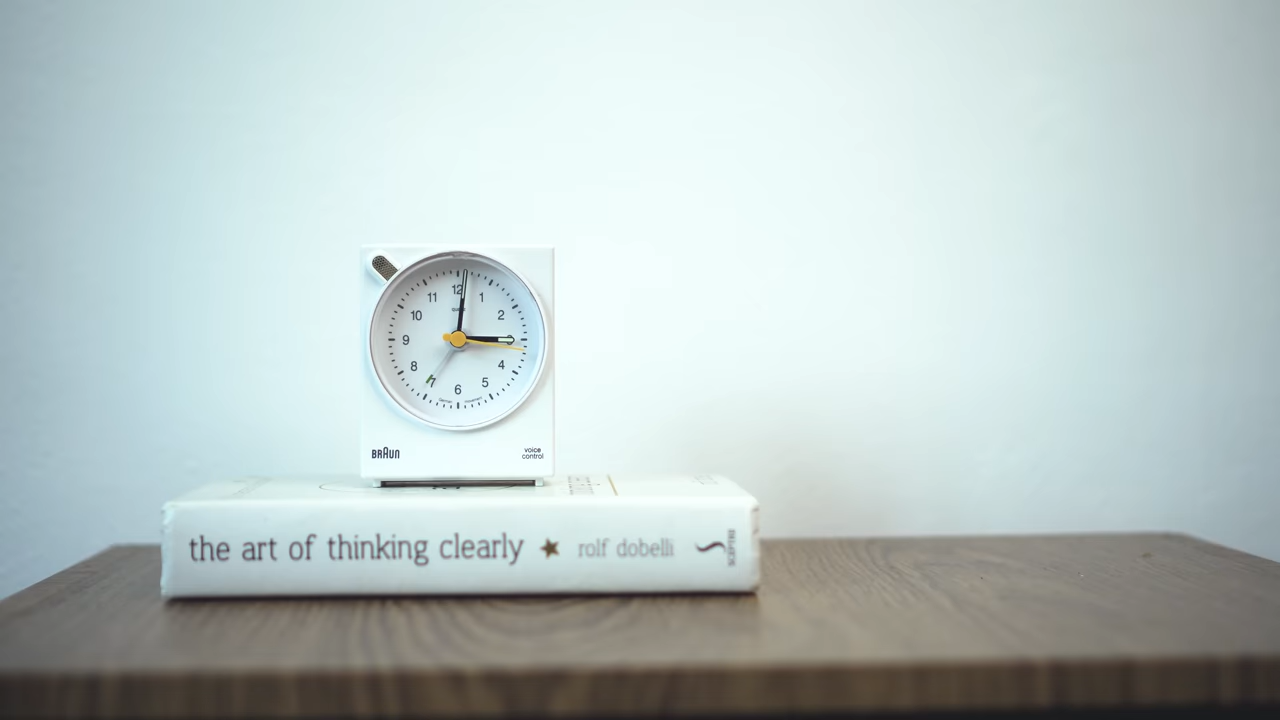 12
11
1
10
2
9
8
4
7
5
6
BRAUN
voice
control
the art of thinking clearly ★ rolf dobelli SCEPTRE